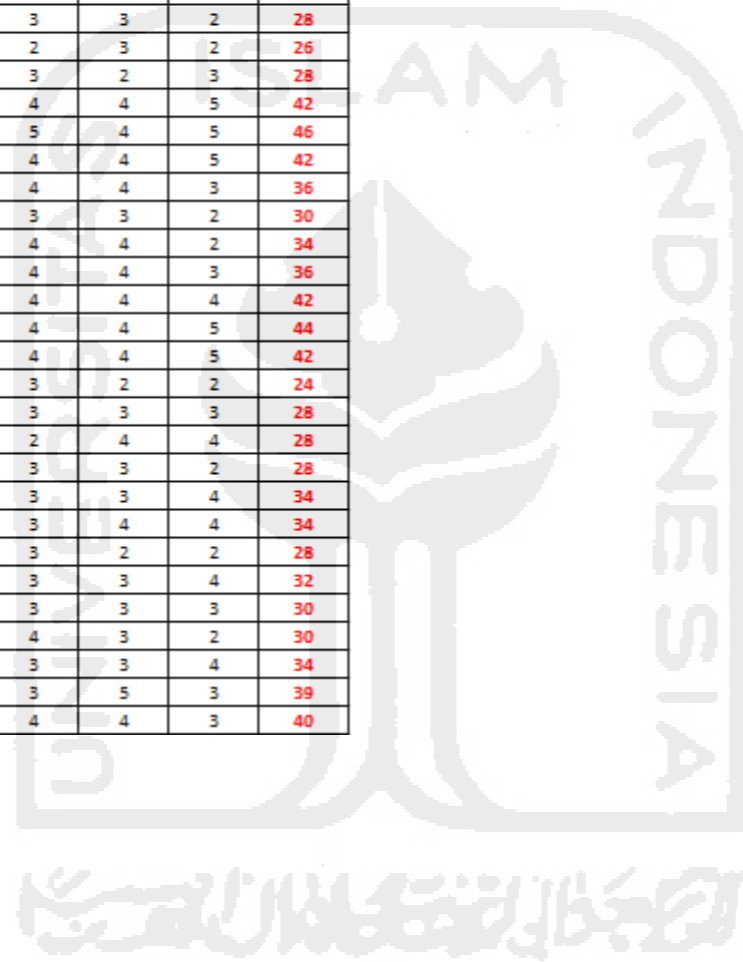 3 3 2 28
2 3 2 26
3 2 3 28
4 4 5 42
5 4 5 46
4 4 5 42
4 4 3 36
3 3 2 30
4 4 2 34
4 4 3 36
4 4 4 42
4 4 5 44
4 4 5 42
3 2 2 24
3 3 3 28
2 4 4 28
3 3 2 28
3 3 4 34
3 4 4 34
3 2 2 28
3 3 4 32
3 3 3 30
4 3 2 30
3 3 4 34
3 5 3 39
4 4 3 40
UNIVERSITAS
ISLAM
INDONESIA